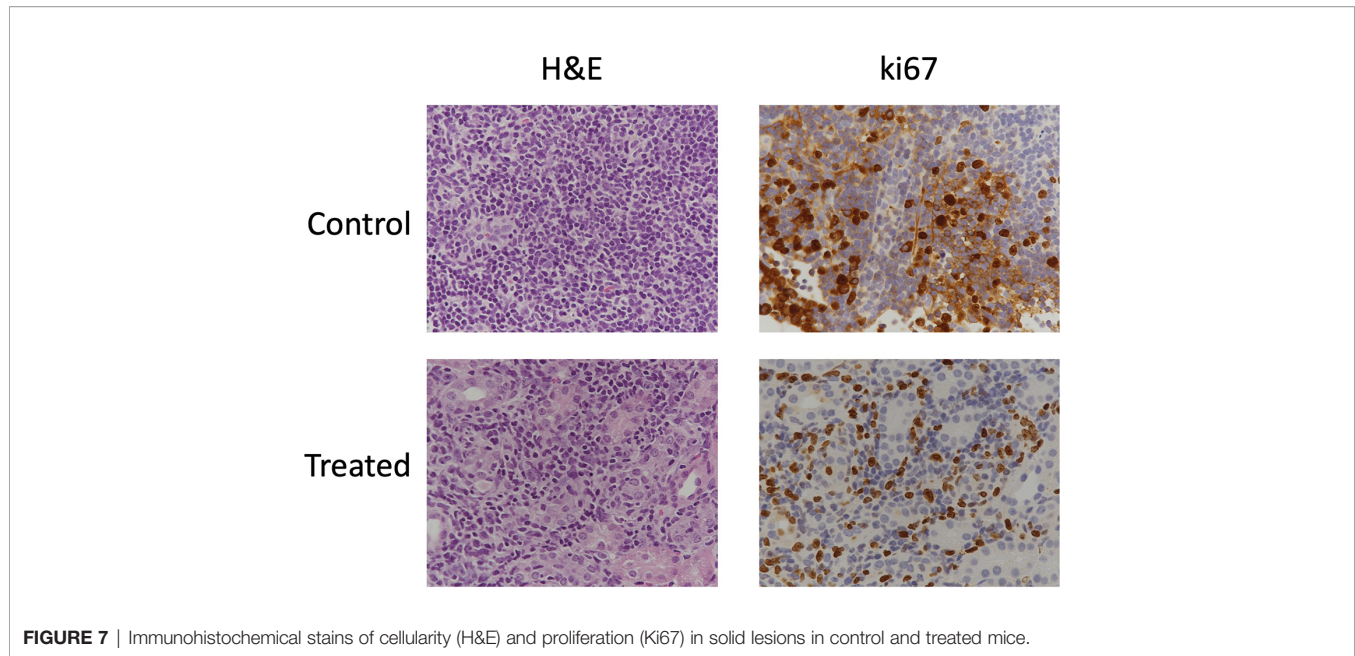 H&E
ki67
Control
Treated
FIGURE 7 | Immunohistochemical stains of cellularity (H&E) and proliferation (Ki67) in solid lesions in control and treated mice.